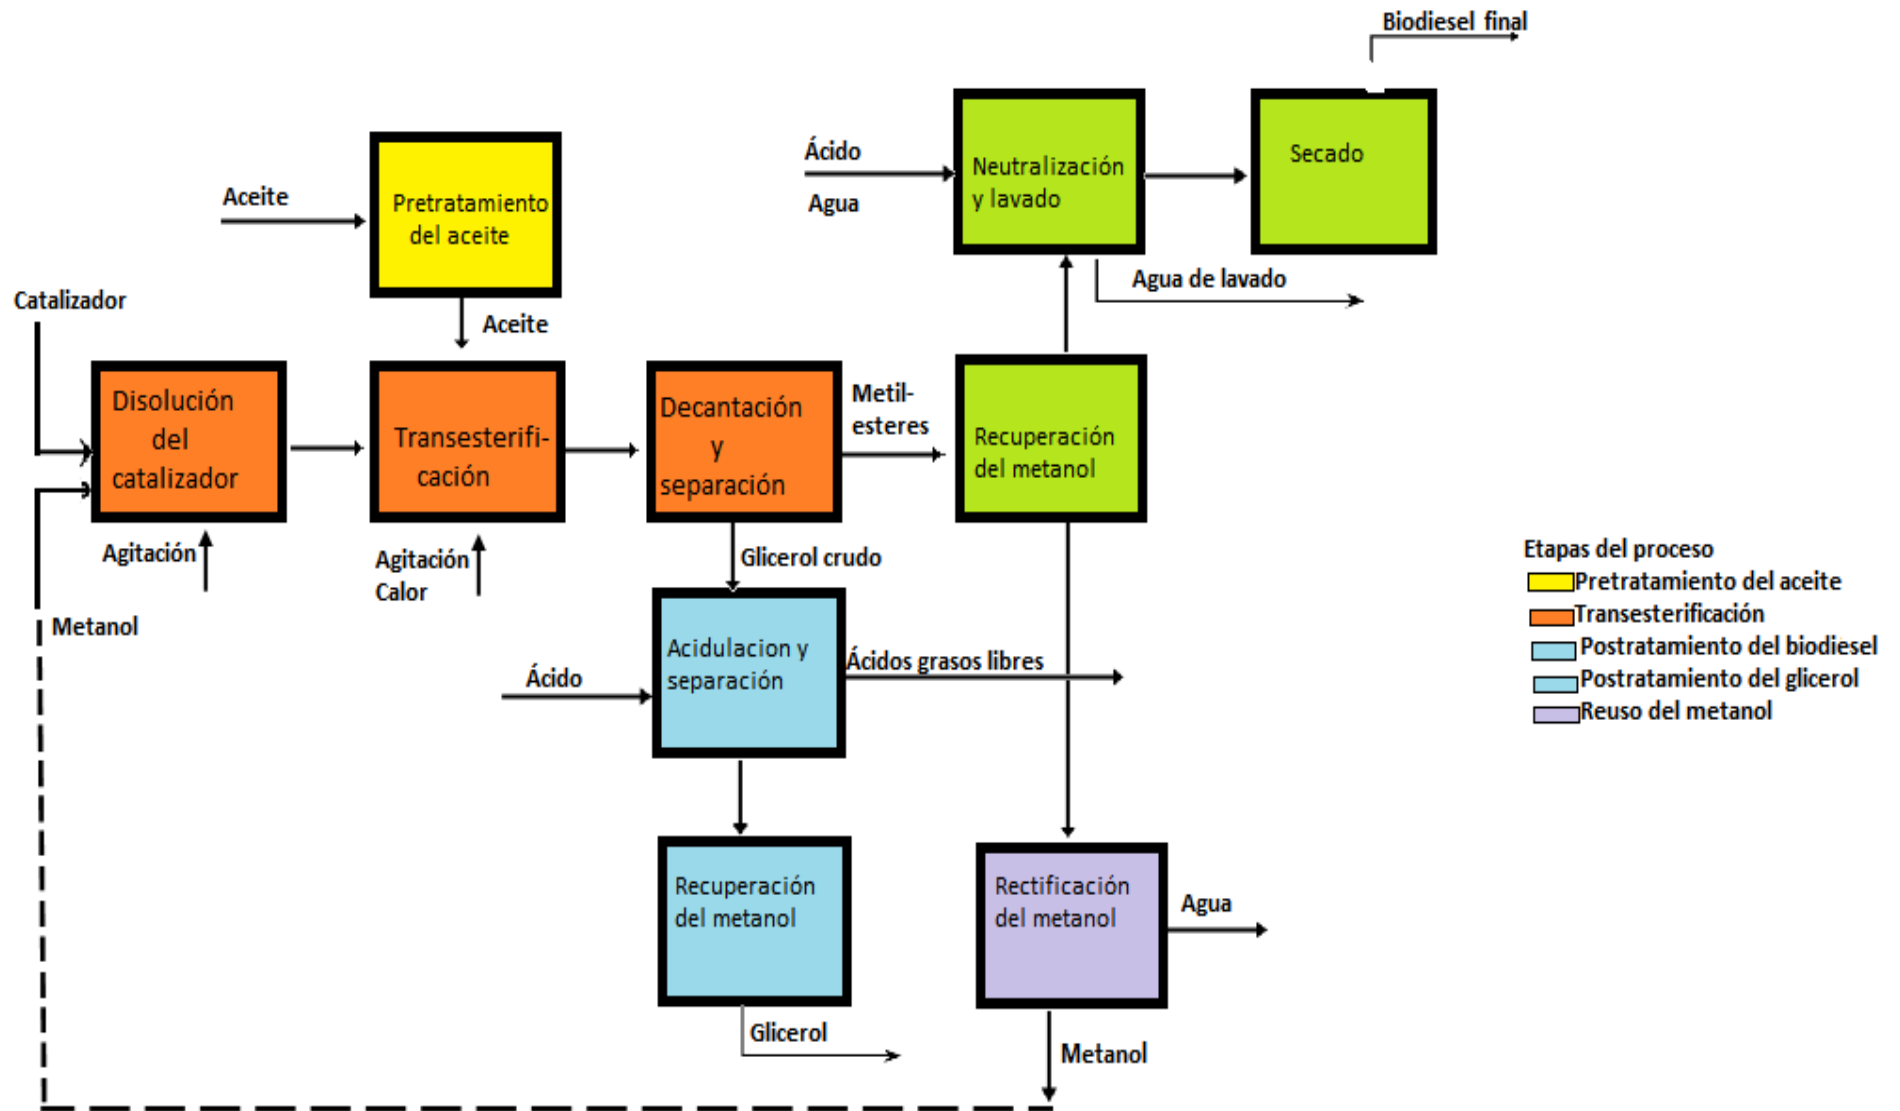 Biodiesel final
Ácido
Agua
Neutralización
y lavado
Secado
Aceite
Pretratamiento
del aceite
Agua de lavado
Catalizador
Aceite
Disolución
del
catalizador
Transesterifi-
cación
Decantación
y
separación
Metil-
esteres
Recuperación
del metanol
Agitación
Agitación
Calor
Glicerol crudo
Metanol
Ácido
Acidulacion y
separación
Ácidos grasos libres
Etapas del proceso
Pretratamiento del aceite
Transesterificación
Postratamiento del biodiesel
Postratamiento del glicerol
Reuso del metanol
Recuperación
del metanol
Rectificación
del metanol
Agua
Glicerol
Metanol